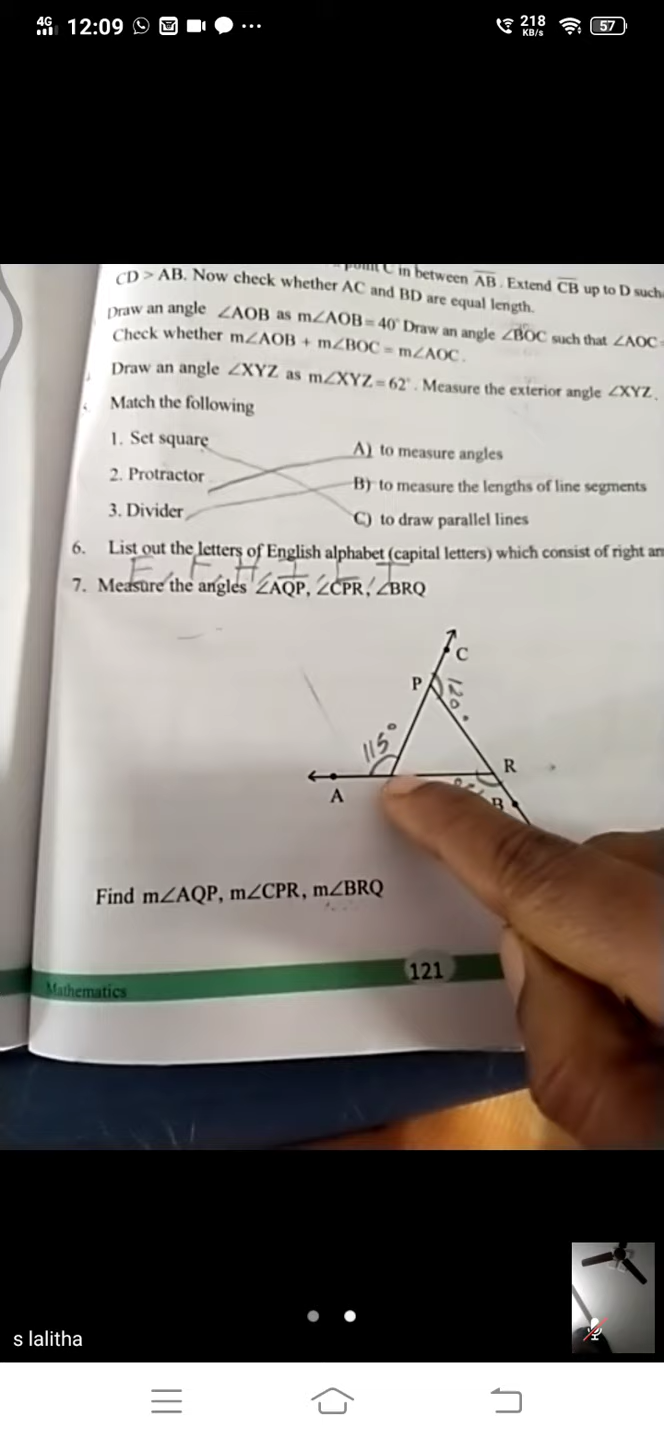 4G 12:09 ... 218 KB/s 57
C in between AB. Extend CB up to D such
CD > AB. Now check whether AC and BD are equal length.
Draw an angle ∠AOB as m∠AOB = 40° Draw an angle ∠BOC such that ∠AOC =
Check whether m∠AOB + m∠BOC = m∠AOC.
Draw an angle ∠XYZ as m∠XYZ = 62°. Measure the exterior angle ∠XYZ.
Match the following
1. Set square A) to measure angles
2. Protractor B) to measure the lengths of line segments
3. Divider C) to draw parallel lines
6. List out the letters of English alphabet (capital letters) which consist of right an
E, F, H, I, L, T
7. Measure the angles ∠AQP, ∠CPR, ∠BRQ
C
P 120°
115°
R
A B
Find m∠AQP, m∠CPR, m∠BRQ
121
Mathematics
s lalitha